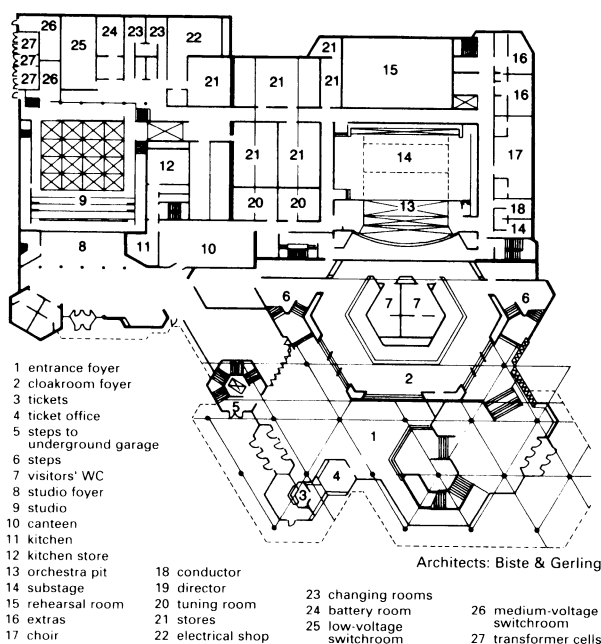 26 24 23 23
27 25 22 21
27 16
27 26 21 21 21 15
16
21 21 14 17
12
9 20 20 13 18
14
8 11 10
6 7 7 6
2
5
1
4
3
1 entrance foyer
2 cloakroom foyer
3 tickets
4 ticket office
5 steps to
underground garage
6 steps
7 visitors' WC
8 studio foyer
9 studio
10 canteen
11 kitchen
12 kitchen store
13 orchestra pit
14 substage
15 rehearsal room
16 extras
17 choir
18 conductor
19 director
20 tuning room
21 stores
22 electrical shop
23 changing rooms
24 battery room
25 low-voltage
switchroom
26 medium-voltage
switchroom
27 transformer cells
Architects: Biste & Gerling